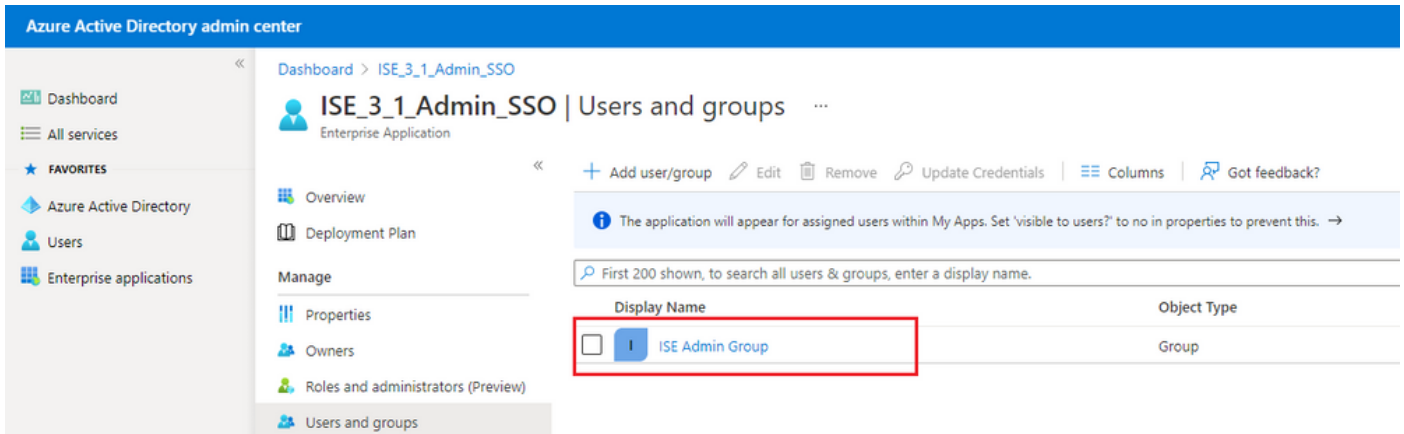 Azure Active Directory admin center
«
Dashboard
All services
FAVORITES
Azure Active Directory
Users
Enterprise applications
Dashboard > ISE_3_1_Admin_SSO
ISE_3_1_Admin_SSO | Users and groups ...
Enterprise Application
«
Overview
Deployment Plan
Manage
Properties
Owners
Roles and administrators (Preview)
Users and groups
+ Add user/group Edit Remove Update Credentials Columns Got feedback?
The application will appear for assigned users within My Apps. Set 'visible to users?' to no in properties to prevent this. →
First 200 shown, to search all users & groups, enter a display name.
Display Name Object Type
I ISE Admin Group Group